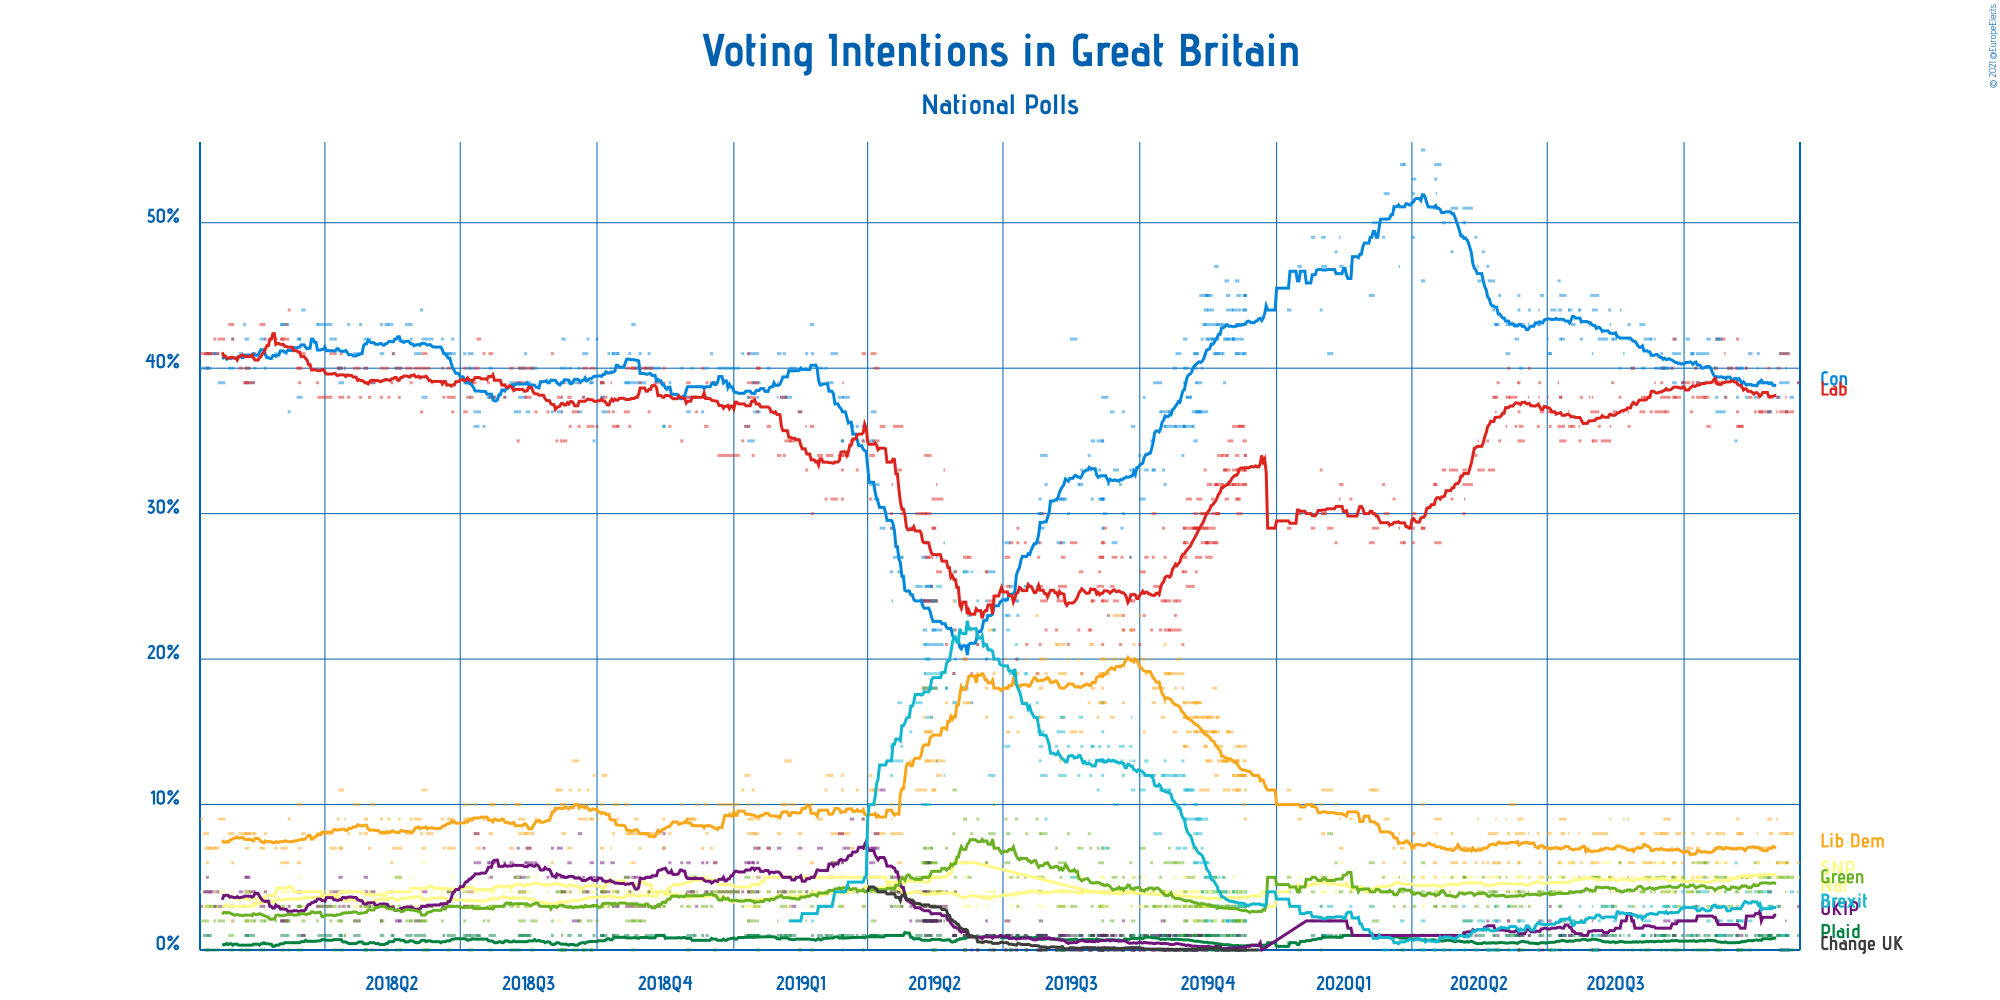 © 2021 @EuropeElects
Voting Intentions in Great Britain
National Polls
50%
40%
30%
20%
10%
0%
Con
Lab
Lib Dem
SNP
Green
Brexit
UKIP
Plaid
Change UK
2018Q2 2018Q3 2018Q4 2019Q1 2019Q2 2019Q3 2019Q4 2020Q1 2020Q2 2020Q3